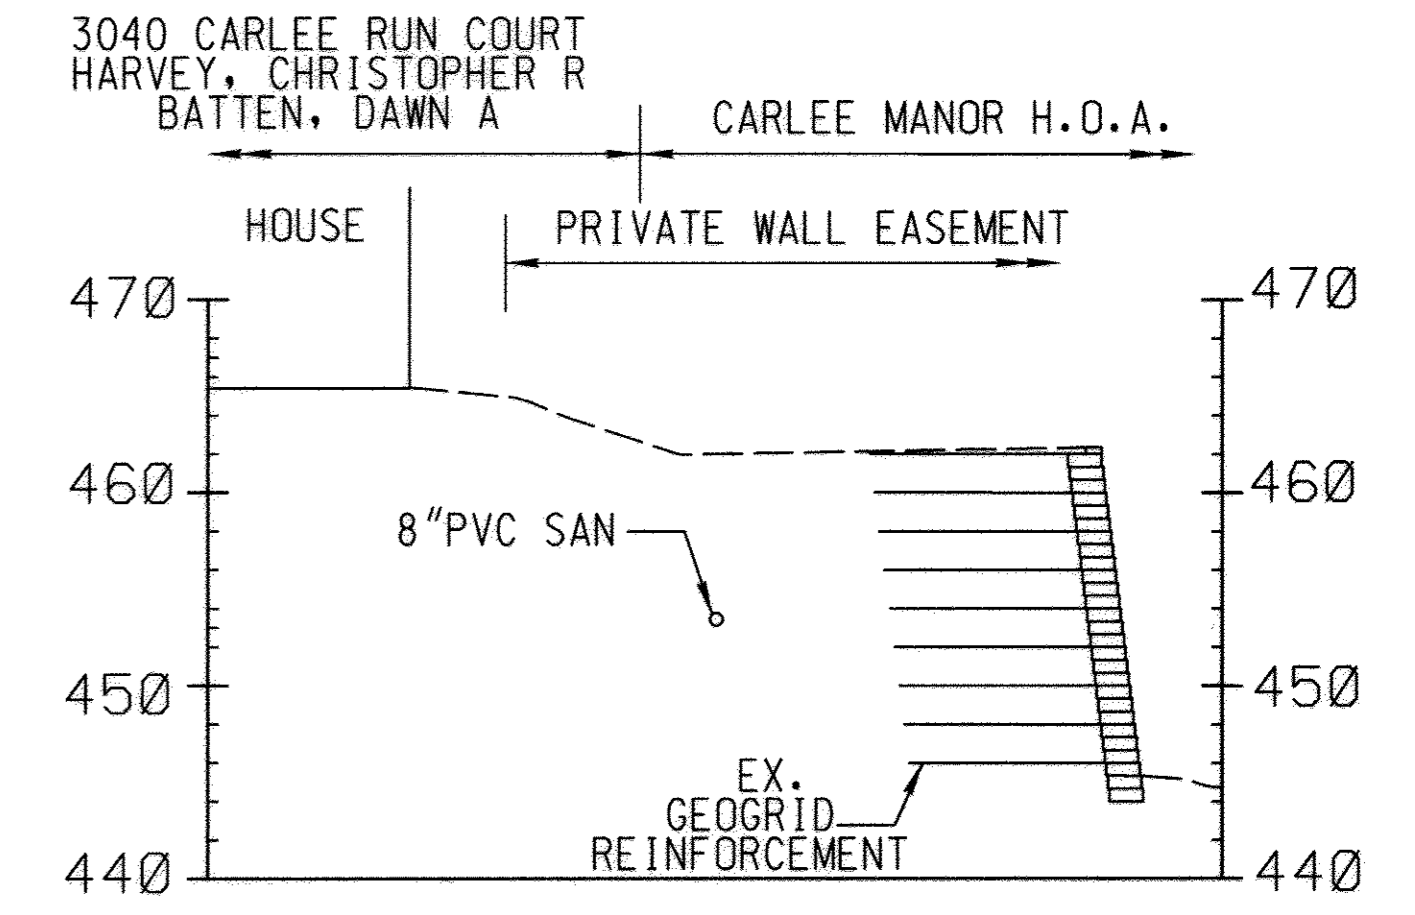 3040 CARLEE RUN COURT
HARVEY, CHRISTOPHER R
BATTEN, DAWN A
CARLEE MANOR H.O.A.
HOUSE
PRIVATE WALL EASEMENT
470
470
460
460
8"PVC SAN
450
450
EX.
GEOGRID
REINFORCEMENT
440
440